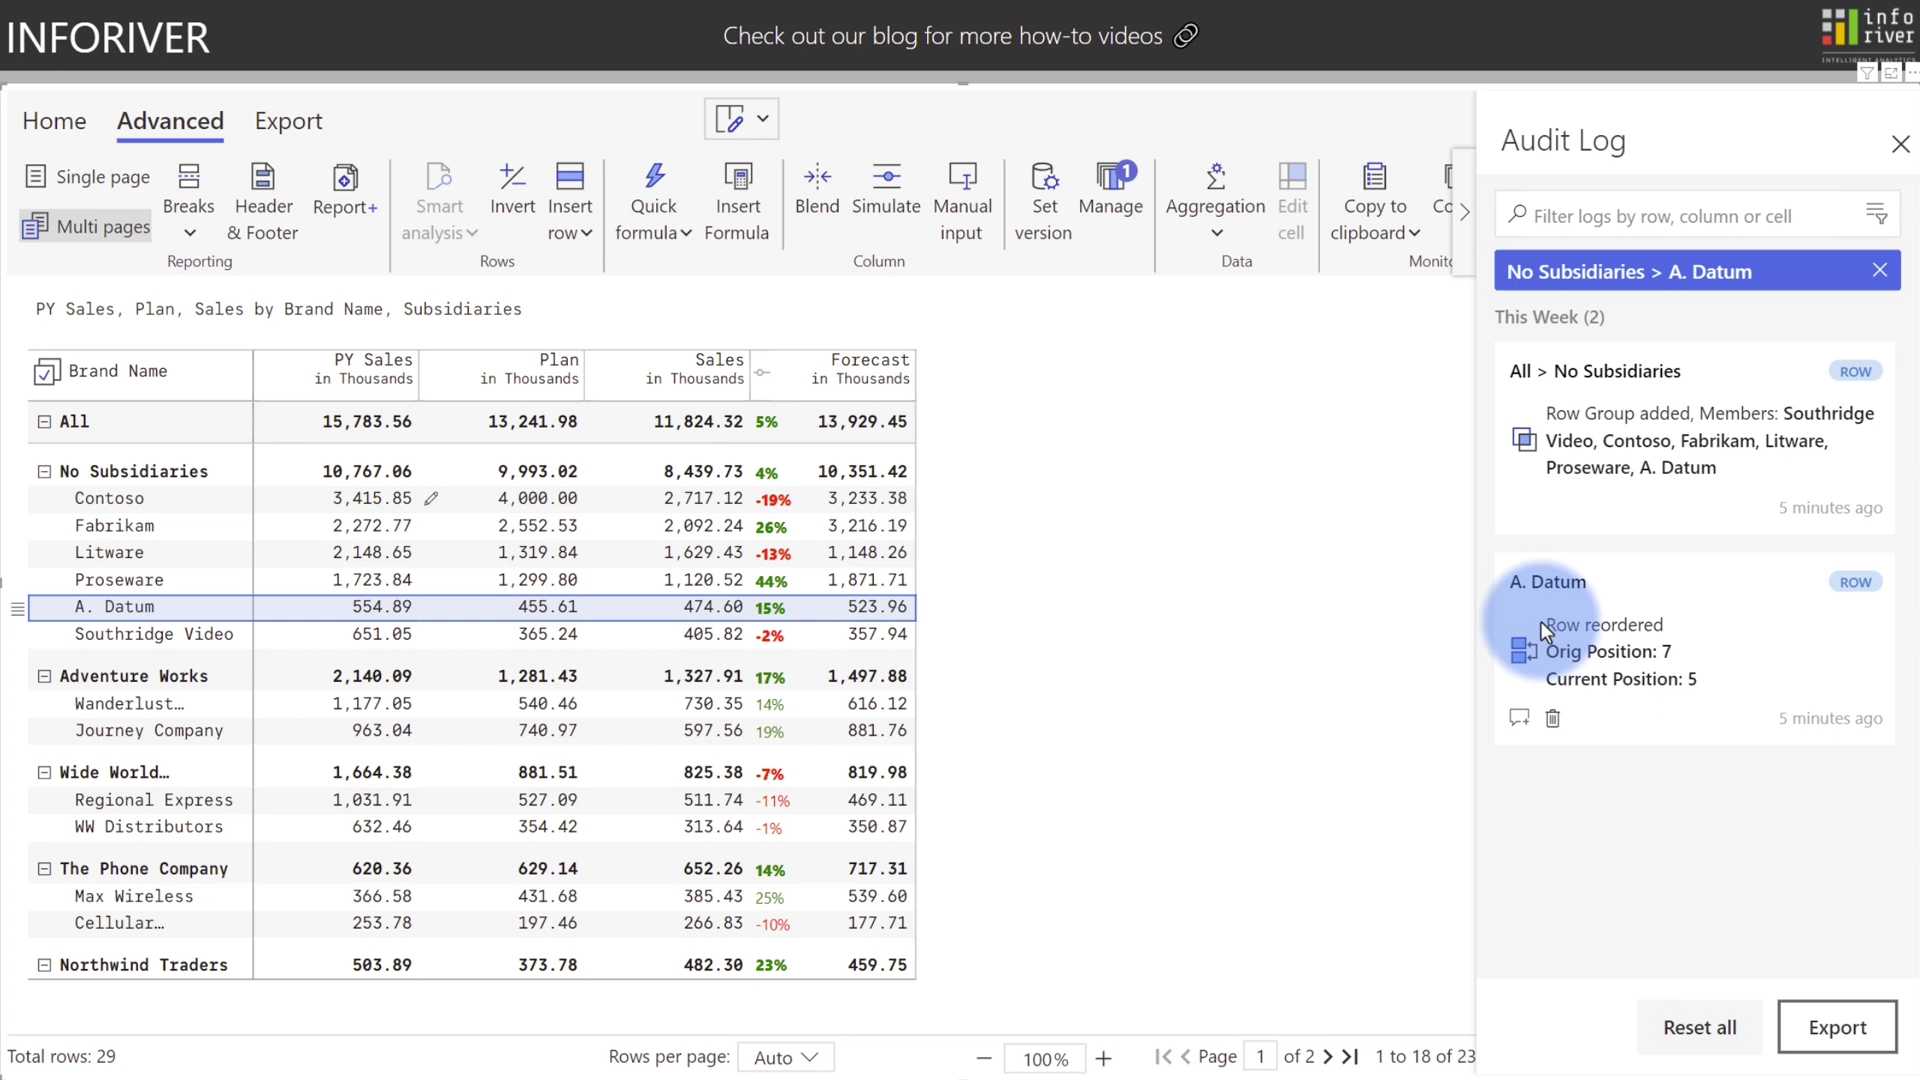 INFORIVER
Check out our blog for more how-to videos
info
river
INTELLIGENT ANALYTICS
Home Advanced Export
Single page
Multi pages
Breaks
Header
& Footer
Report+
Reporting
Smart
analysis
Invert
Insert
row
Rows
Quick
formula
Insert
Formula
Blend
Simulate
Manual
input
Column
Set
version
1
Manage
Aggregation
Edit
cell
Data
Copy to
clipboard
Co
Monito
PY Sales, Plan, Sales by Brand Name, Subsidiaries
Brand Name PY Sales Plan Sales Forecast
in Thousands in Thousands in Thousands in Thousands
All 15,783.56 13,241.98 11,824.32 5% 13,929.45
No Subsidiaries 10,767.06 9,993.02 8,439.73 4% 10,351.42
Contoso 3,415.85 4,000.00 2,717.12 -19% 3,233.38
Fabrikam 2,272.77 2,552.53 2,092.24 26% 3,216.19
Litware 2,148.65 1,319.84 1,629.43 -13% 1,148.26
Proseware 1,723.84 1,299.80 1,120.52 44% 1,871.71
A. Datum 554.89 455.61 474.60 15% 523.96
Southridge Video 651.05 365.24 405.82 -2% 357.94
Adventure Works 2,140.09 1,281.43 1,327.91 17% 1,497.88
Wanderlust… 1,177.05 540.46 730.35 14% 616.12
Journey Company 963.04 740.97 597.56 19% 881.76
Wide World… 1,664.38 881.51 825.38 -7% 819.98
Regional Express 1,031.91 527.09 511.74 -11% 469.11
WW Distributors 632.46 354.42 313.64 -1% 350.87
The Phone Company 620.36 629.14 652.26 14% 717.31
Max Wireless 366.58 431.68 385.43 25% 539.60
Cellular… 253.78 197.46 266.83 -10% 177.71
Northwind Traders 503.89 373.78 482.30 23% 459.75
Total rows: 29 Rows per page: Auto 100% Page 1 of 2 1 to 18 of 23
Audit Log
Filter logs by row, column or cell
No Subsidiaries > A. Datum
This Week (2)
All > No Subsidiaries ROW
Row Group added, Members: Southridge
Video, Contoso, Fabrikam, Litware,
Proseware, A. Datum
5 minutes ago
A. Datum ROW
Row reordered
Orig Position: 7
Current Position: 5
5 minutes ago
Reset all Export